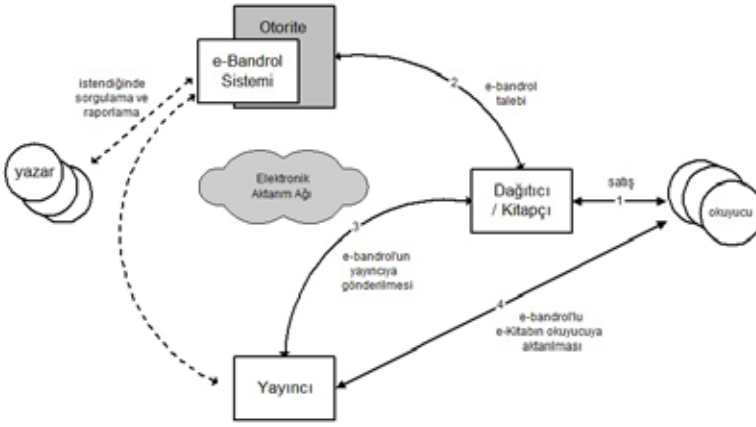 Otorite
e-Bandrol
Sistemi
istendiğinde
sorgulama ve
raporlama
2
e-bandrol
talebi
yazar
Elektronik
Aktarım Ağı
Dağıtıcı
/ Kitapçı
satış
1
okuyucu
3
e-bandrol'un
yayıncıya
gönderilmesi
4
e-bandrol'lu
e-Kitabın okuyucuya
aktarılması
Yayıncı